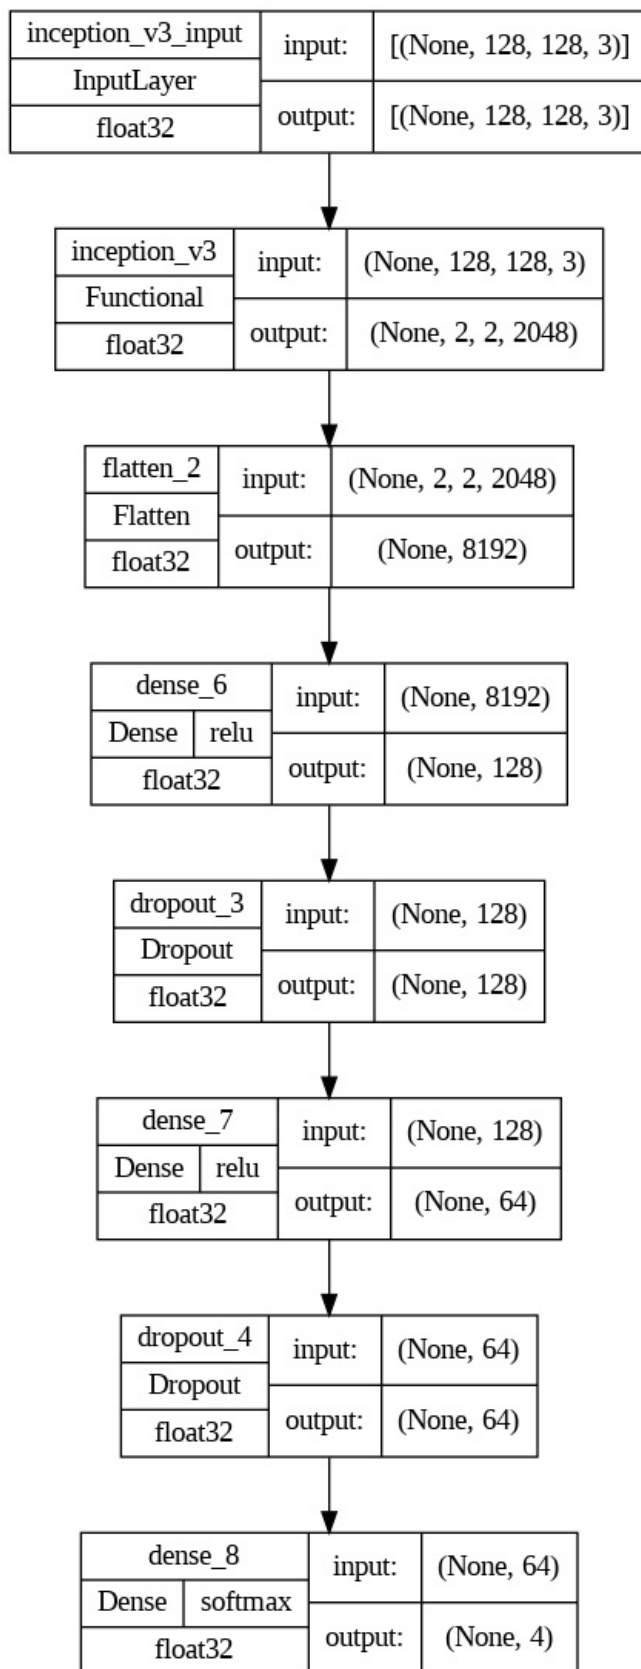 inception_v3_input
InputLayer
float32
input:
[(None, 128, 128, 3)]
output:
[(None, 128, 128, 3)]
inception_v3
Functional
float32
input:
(None, 128, 128, 3)
output:
(None, 2, 2, 2048)
flatten_2
Flatten
float32
input:
(None, 2, 2, 2048)
output:
(None, 8192)
dense_6
Dense relu
float32
input:
(None, 8192)
output:
(None, 128)
dropout_3
Dropout
float32
input:
(None, 128)
output:
(None, 128)
dense_7
Dense relu
float32
input:
(None, 128)
output:
(None, 64)
dropout_4
Dropout
float32
input:
(None, 64)
output:
(None, 64)
dense_8
Dense softmax
float32
input:
(None, 64)
output:
(None, 4)